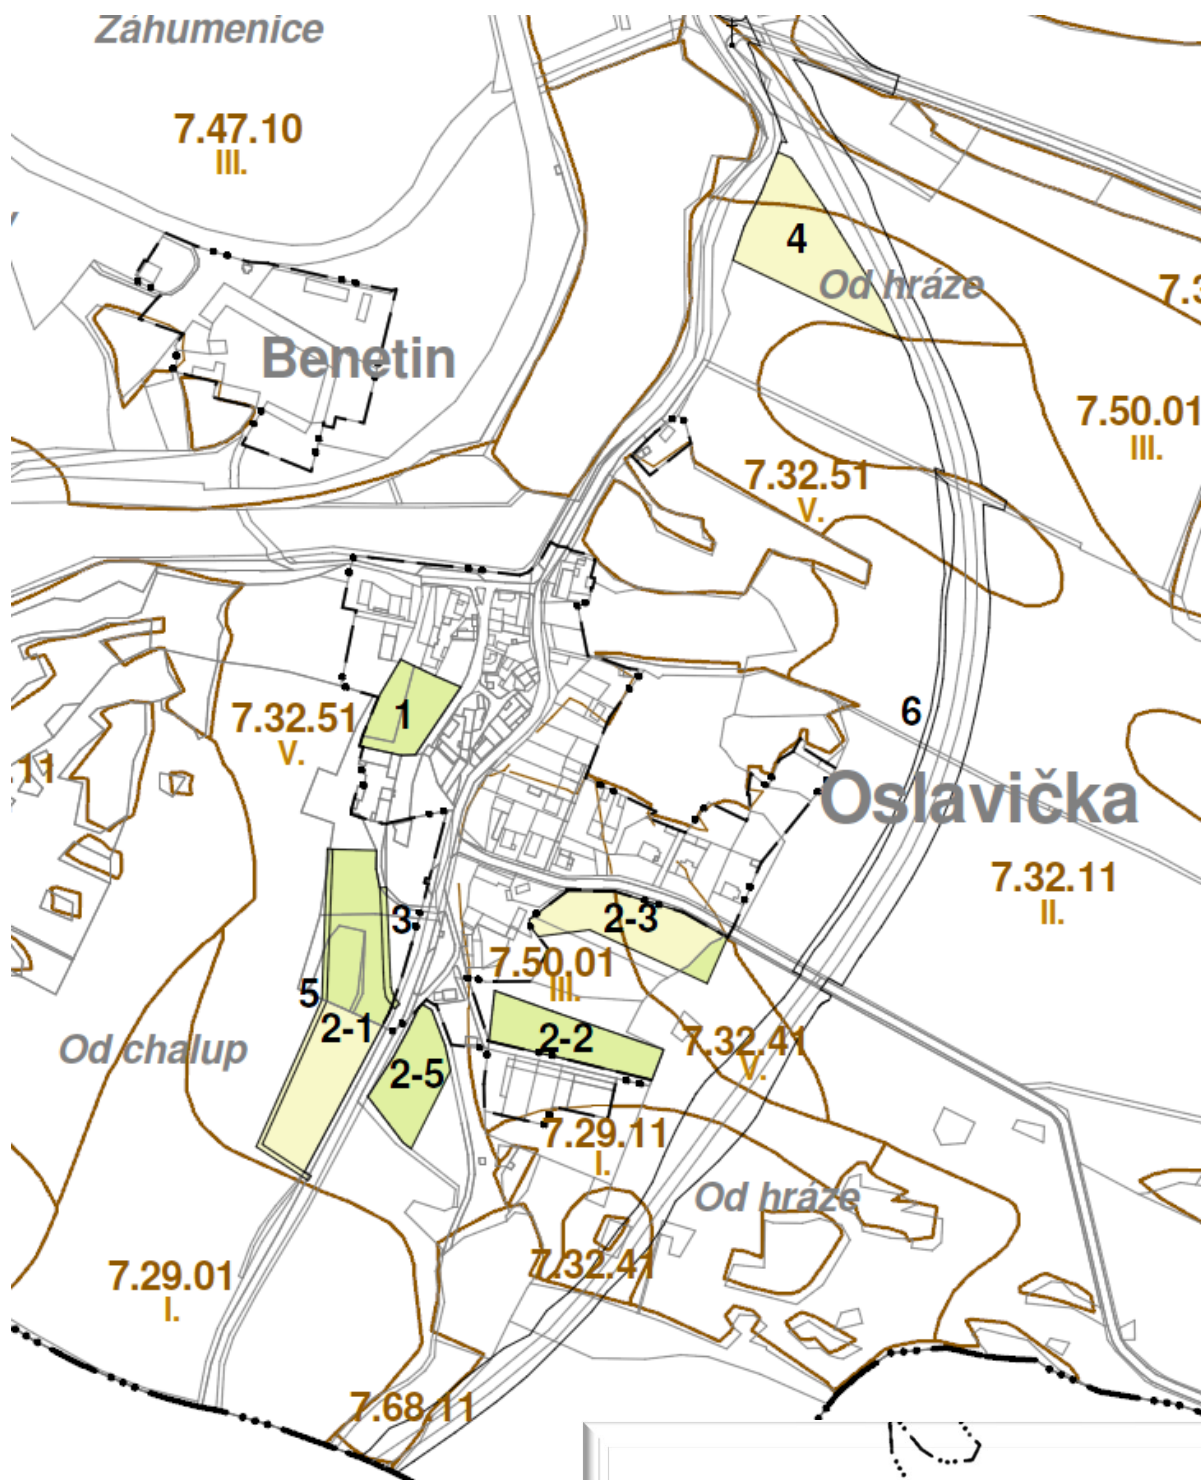 Záhumenice
7.47.10
III.
4
Od hráze
Benetin
7.50.01
III.
7.32.51
V.
1
7.32.51
V.
6
.11
Oslavička
7.32.11
II.
3
2-3
7.50.01
III.
5
2-1
2-2
7.32.41
V.
Od chalup
2-5
7.29.11
I.
Od hráze
7.32.41
7.29.01
I.
7.68.11